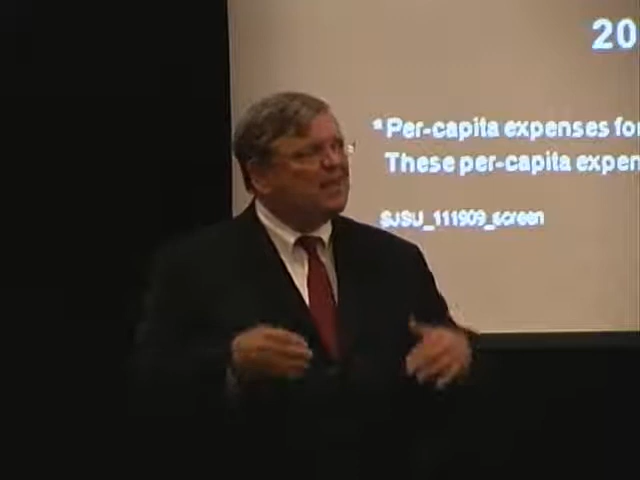 20
*Per-capita expenses for
These per-capita expen
SJSU_111909_screen